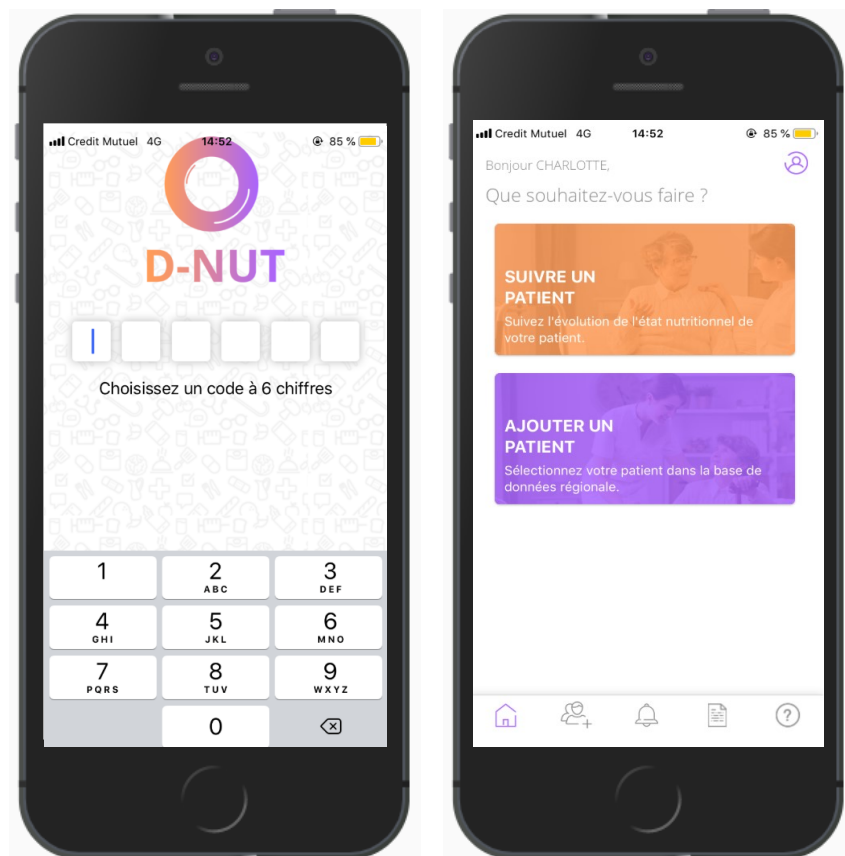 Credit Mutuel 4G 14:52 85 %
D-NUT
Choisissez un code à 6 chiffres
1 2 3
ABC DEF
4 5 6
GHI JKL MNO
7 8 9
PQRS TUV WXYZ
0
Credit Mutuel 4G 14:52 85 %
Bonjour CHARLOTTE,
Que souhaitez-vous faire ?
SUIVRE UN
PATIENT
Suivez l'évolution de l'état nutritionnel de
votre patient.
AJOUTER UN
PATIENT
Sélectionnez votre patient dans la base de
données régionale.
?